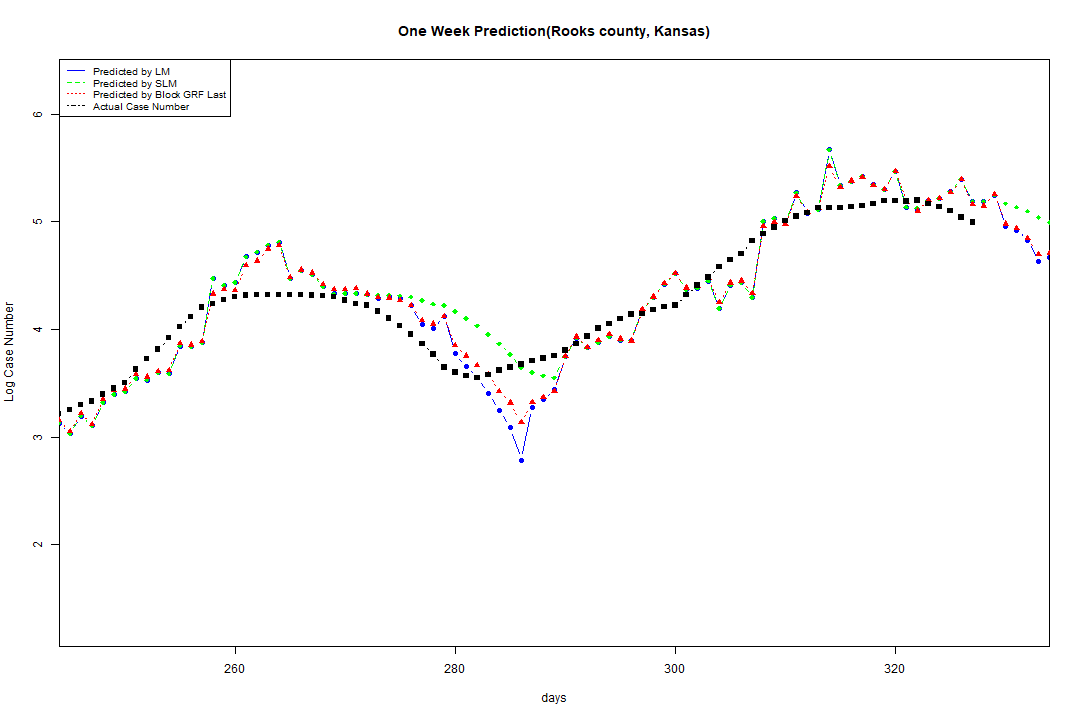 One Week Prediction(Rooks county, Kansas)
Predicted by LM
Predicted by SLM
Predicted by Block GRF Last
Actual Case Number
Log Case Number
6
5
4
3
2
260 280 300 320
days